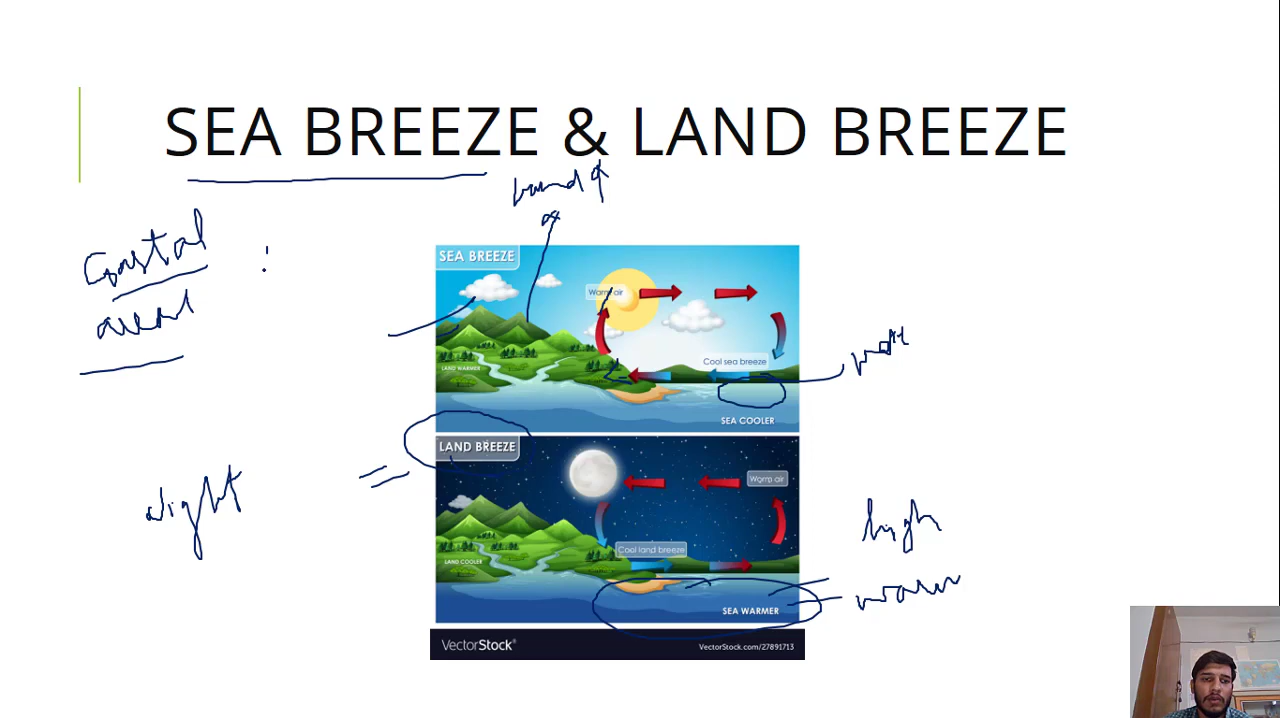 SEA BREEZE & LAND BREEZE
Coastal
area
SEA BREEZE
Warm air
Cool sea breeze
LAND WARMER
SEA COOLER
LAND BREEZE
Night
Warm air
high
Cool land breeze
LAND COOLER
warm
SEA WARMER
VectorStock®
VectorStock.com/27891713